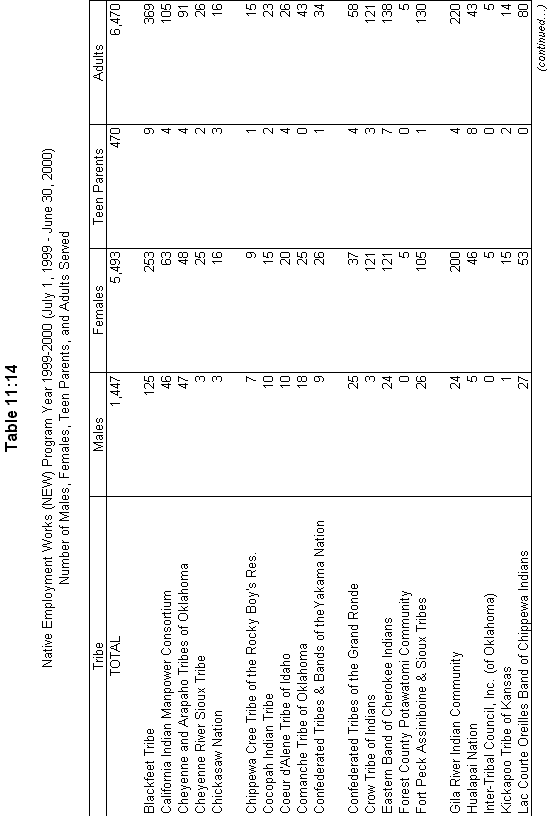 Table 11:14
Native Employment Works (NEW) Program Year 1999-2000 (July 1, 1999 - June 30, 2000)
Number of Males, Females, Teen Parents, and Adults Served
Tribe Males Females Teen Parents Adults
TOTAL 1,447 5,493 470 6,470
Blackfeet Tribe 125 253 9 369
California Indian Manpower Consortium 46 63 4 105
Cheyenne and Arapaho Tribes of Oklahoma 47 48 4 91
Cheyenne River Sioux Tribe 3 25 2 26
Chickasaw Nation 3 16 3 16
Chippewa Cree Tribe of the Rocky Boy's Res. 7 9 1 15
Cocopah Indian Tribe 10 15 2 23
Coeur d'Alene Tribe of Idaho 10 20 4 26
Comanche Tribe of Oklahoma 18 25 0 43
Confederated Tribes & Bands of theYakama Nation 9 26 1 34
Confederated Tribes of the Grand Ronde 25 37 4 58
Crow Tribe of Indians 3 121 3 121
Eastern Band of Cherokee Indians 24 121 7 138
Forest County Potawatomi Community 0 5 0 5
Fort Peck Assiniboine & Sioux Tribes 26 105 1 130
Gila River Indian Community 24 200 4 220
Hualapai Nation 5 46 8 43
Inter-Tribal Council, Inc. (of Oklahoma) 0 5 0 5
Kickapoo Tribe of Kansas 1 15 2 14
Lac Courte Oreilles Band of Chippewa Indians 27 53 0 80
(continued...)